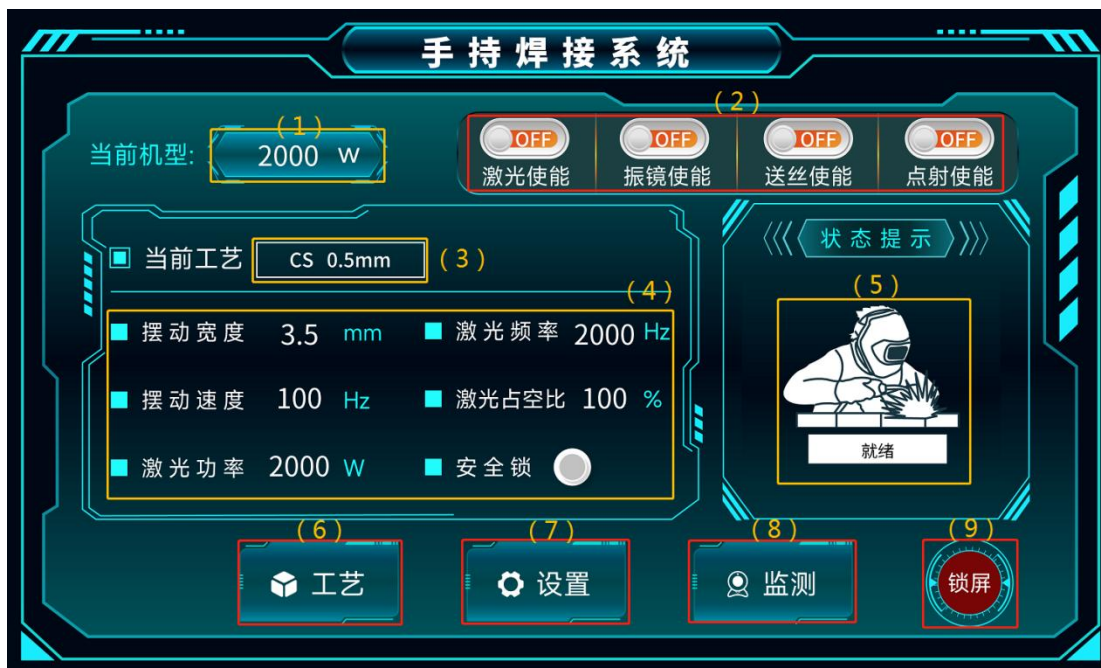 手持焊接系统
(2)
(1)
当前机型: 2000 W
OFF OFF OFF OFF
激光使能 振镜使能 送丝使能 点射使能
状态提示
当前工艺 CS 0.5mm (3)
(4)
(5)
摆动宽度 3.5 mm 激光频率 2000 Hz
摆动速度 100 Hz 激光占空比 100 %
就绪
激光功率 2000 W 安全锁
(6) (7) (8) (9)
工艺 设置 监测 锁屏